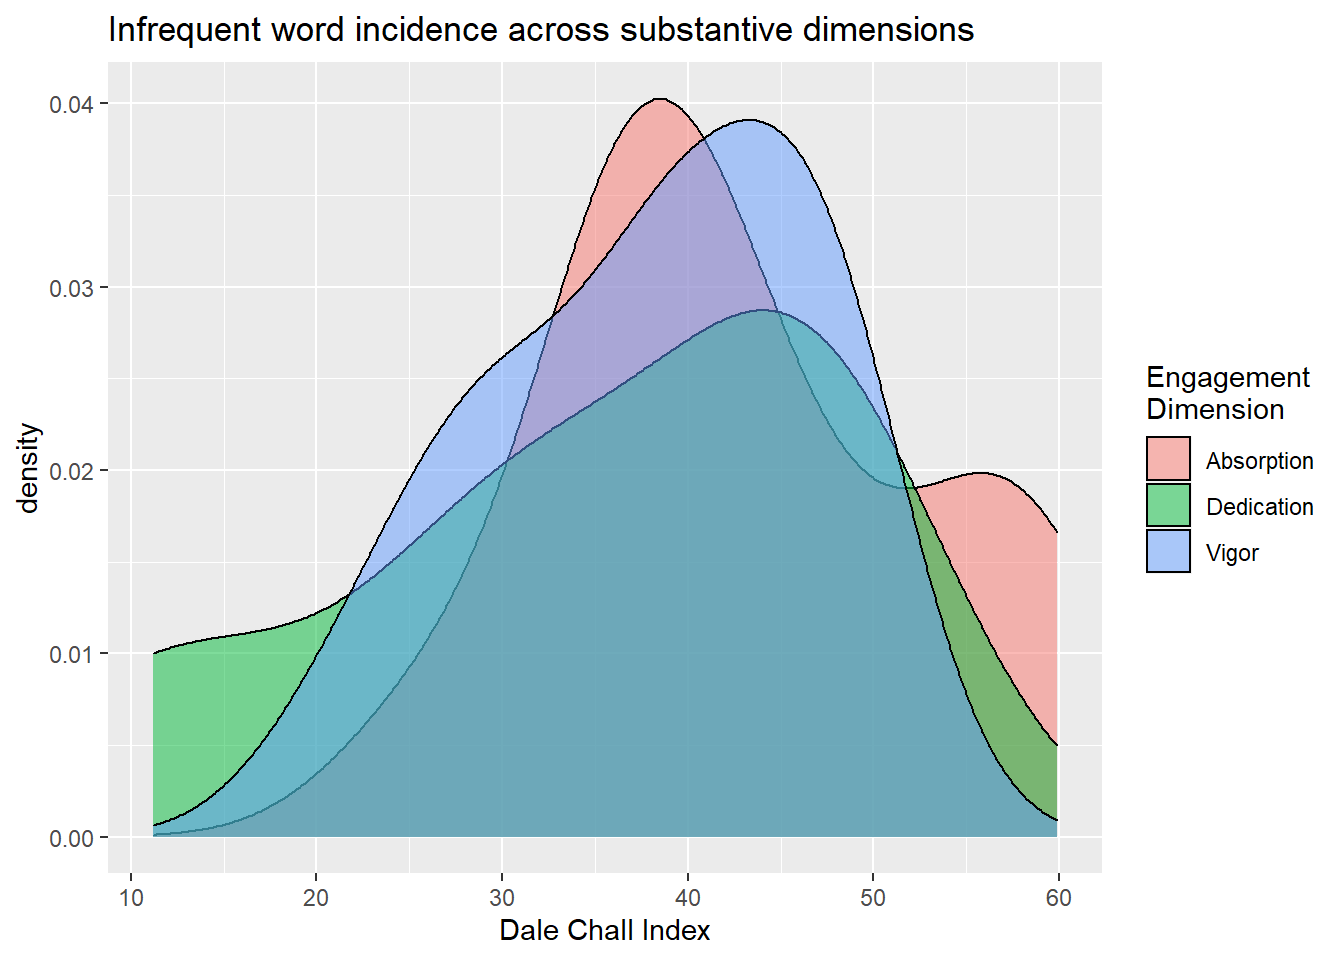 Infrequent word incidence across substantive dimensions
density
0.04
0.03
0.02
0.01
0.00
10 20 30 40 50 60
Dale Chall Index
Engagement
Dimension
Absorption
Dedication
Vigor